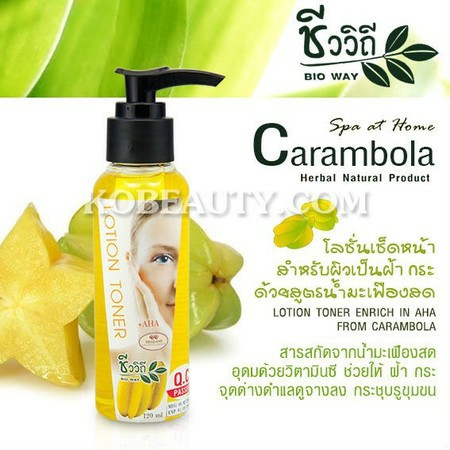 ชีววิถี
BIO WAY
Spa at Home
Carambola
Herbal Natural Product
KOBEAUTY.COM
โลชั่นเช็ดหน้า
สำหรับผิวเป็นฝ้า กระ
ด้วยสูตรน้ำมะเฟืองสด
LOTION TONER ENRICH IN AHA
FROM CARAMBOLA
สารสกัดจากน้ำมะเฟืองสด
อุดมด้วยวิตามินซี ช่วยให้ ฝ้า กระ
จุดด่างดำแลดูจางลง กระชุบรูขุมขน
LOTION TONER
+AHA
ชีววิถี
BIO WAY
Q.C
PASSED
120 ml